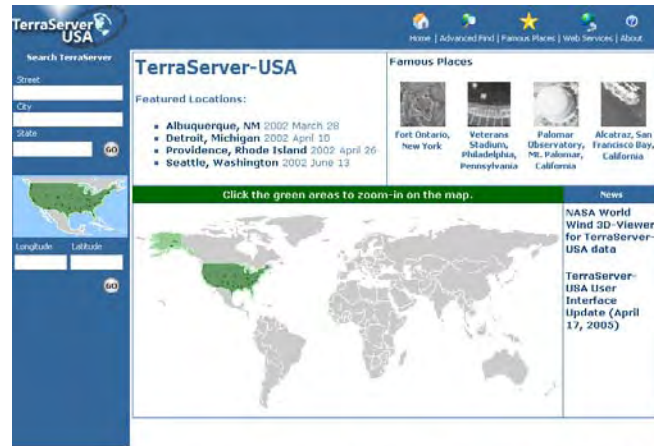 TerraServer
USA
Home | Advanced Find | Famous Places | Web Services | About
Search TerraServer
Street
City
State
GO
Longitude Latitude
GO
TerraServer-USA
Featured Locations:
Albuquerque, NM 2002 March 28
Detroit, Michigan 2002 April 10
Providence, Rhode Island 2002 April 26
Seattle, Washington 2002 June 13
Famous Places
Fort Ontario,
New York
Veterans
Stadium,
Philadelphia,
Pennsylvania
Palomar
Observatory,
Mt. Palomar,
California
Alcatraz, San
Francisco Bay,
California
Click the green areas to zoom-in on the map.
News
NASA World
Wind 3D-Viewer
for TerraServer-
USA data
TerraServer-
USA User
Interface
Update (April
17, 2005)